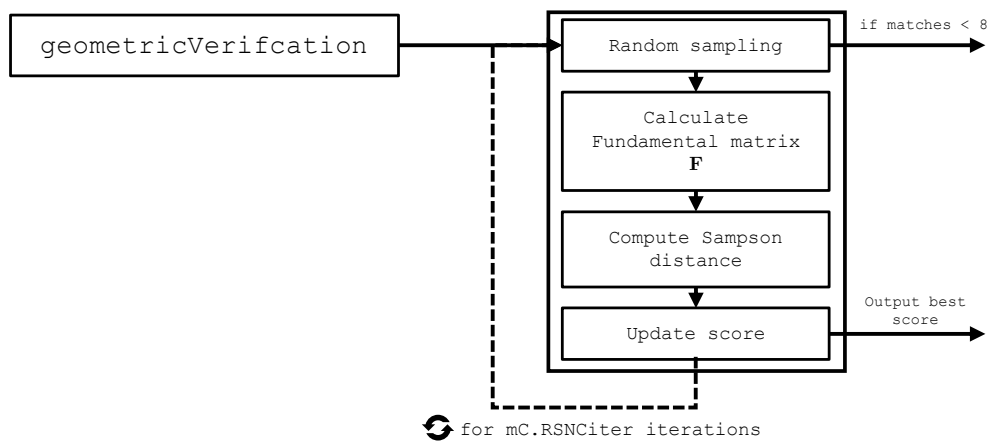 geometricVerifcation
Random sampling
if matches < 8
Calculate
Fundamental matrix
F
Compute Sampson
distance
Update score
Output best
score
for mC.RSNCiter iterations